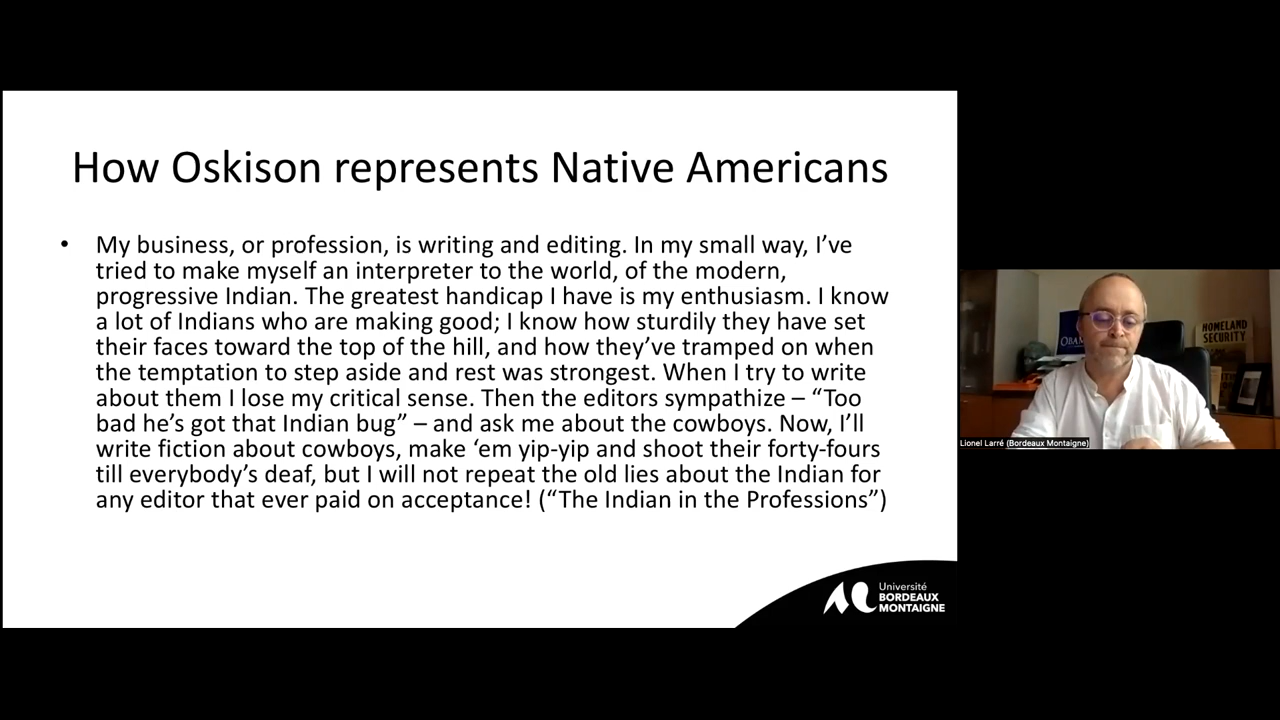 How Oskison represents Native Americans
• My business, or profession, is writing and editing. In my small way, I’ve
tried to make myself an interpreter to the world, of the modern,
progressive Indian. The greatest handicap I have is my enthusiasm. I know
a lot of Indians who are making good; I know how sturdily they have set
their faces toward the top of the hill, and how they’ve tramped on when
the temptation to step aside and rest was strongest. When I try to write
about them I lose my critical sense. Then the editors sympathize – “Too
bad he’s got that Indian bug” – and ask me about the cowboys. Now, I’ll
write fiction about cowboys, make ‘em yip-yip and shoot their forty-fours
till everybody’s deaf, but I will not repeat the old lies about the Indian for
any editor that ever paid on acceptance! (“The Indian in the Professions”)
Université
BORDEAUX
MONTAIGNE
HOMELAND
SECURITY
Lionel Larré (Bordeaux Montaigne)